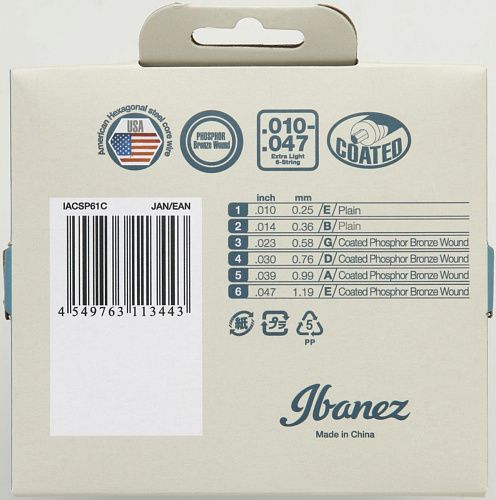 American Hexagonal steel core wire
USA
PHOSPHOR
Bronze Wound
.010-
.047
Extra Light
6-String
COATED
IACSP61C JAN/EAN
4 549763 113443
inch mm
1 .010 0.25 /E/ Plain
2 .014 0.36 /B/ Plain
3 .023 0.58 /G/ Coated Phosphor Bronze Wound
4 .030 0.76 /D/ Coated Phosphor Bronze Wound
5 .039 0.99 /A/ Coated Phosphor Bronze Wound
6 .047 1.19 /E/ Coated Phosphor Bronze Wound
紙 プラ 5
PP
Ibanez
Made in China